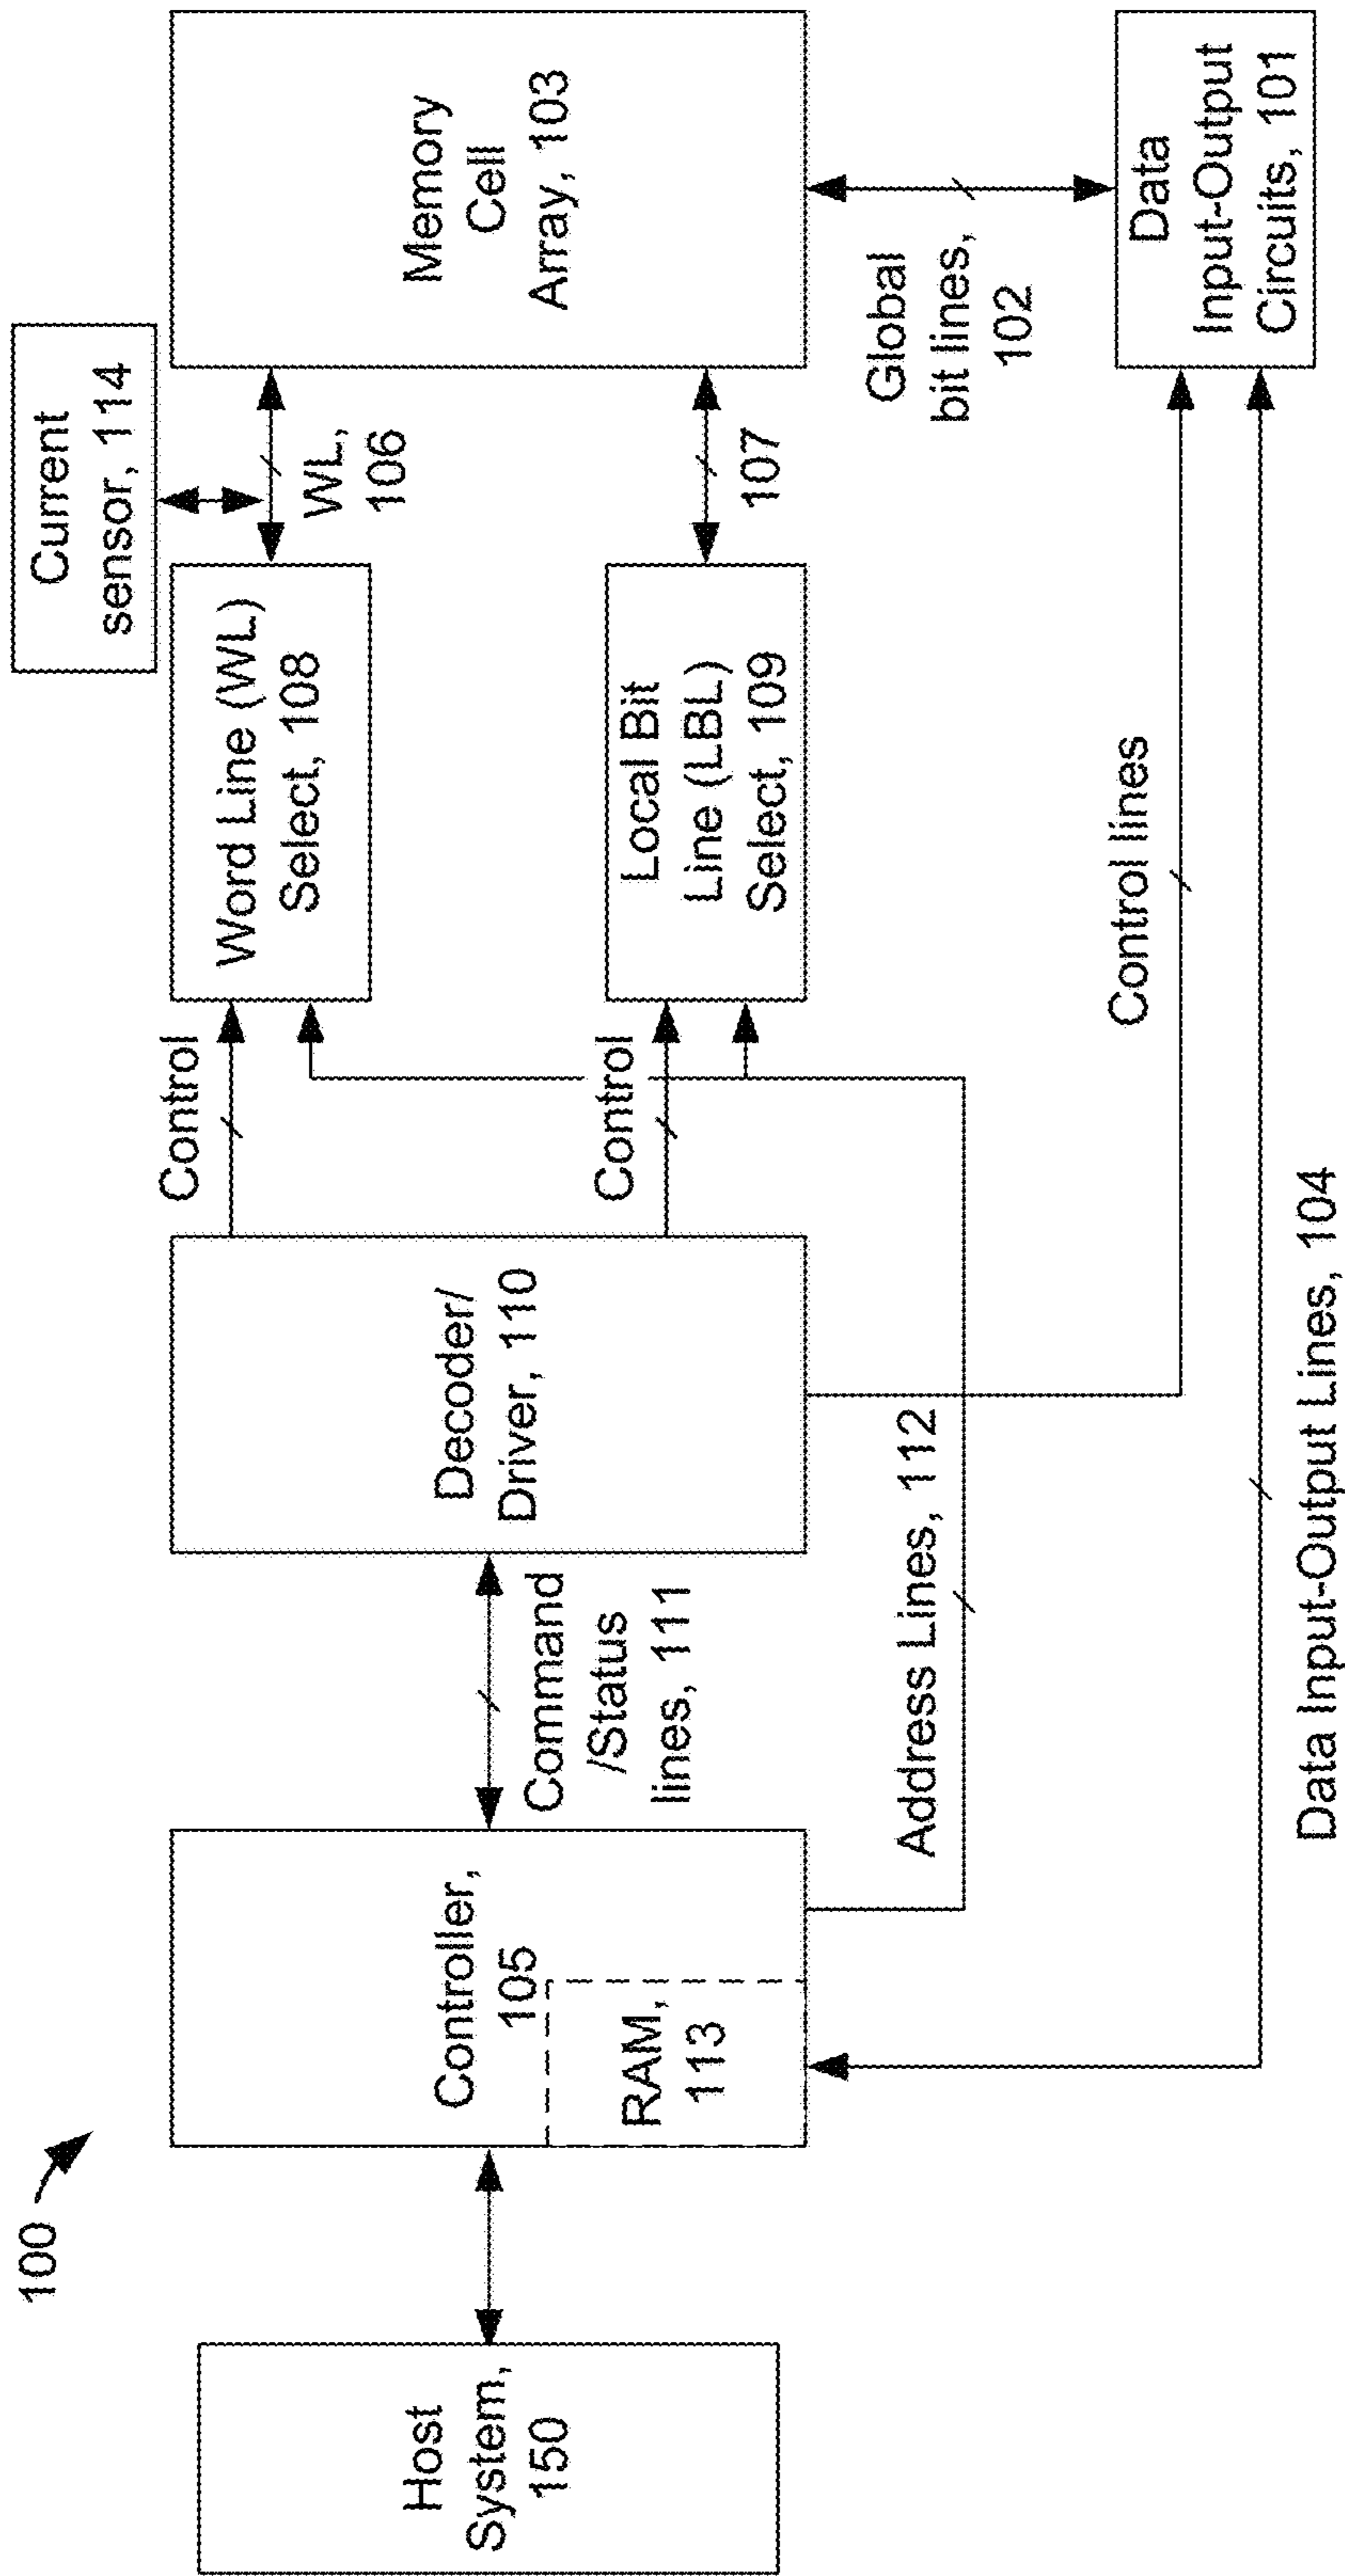 100
Host
System,
150
Controller,
105
RAM,
113
Command
/Status
lines, 111
Address Lines, 112
Decoder/
Driver, 110
Control
Control
Word Line (WL)
Select, 108
Local Bit
Line (LBL)
Select, 109
Current
sensor, 114
WL,
106
107
Memory
Cell
Array, 103
Global
bit lines,
102
Data
Input-Output
Circuits, 101
Control lines
Data Input-Output Lines, 104